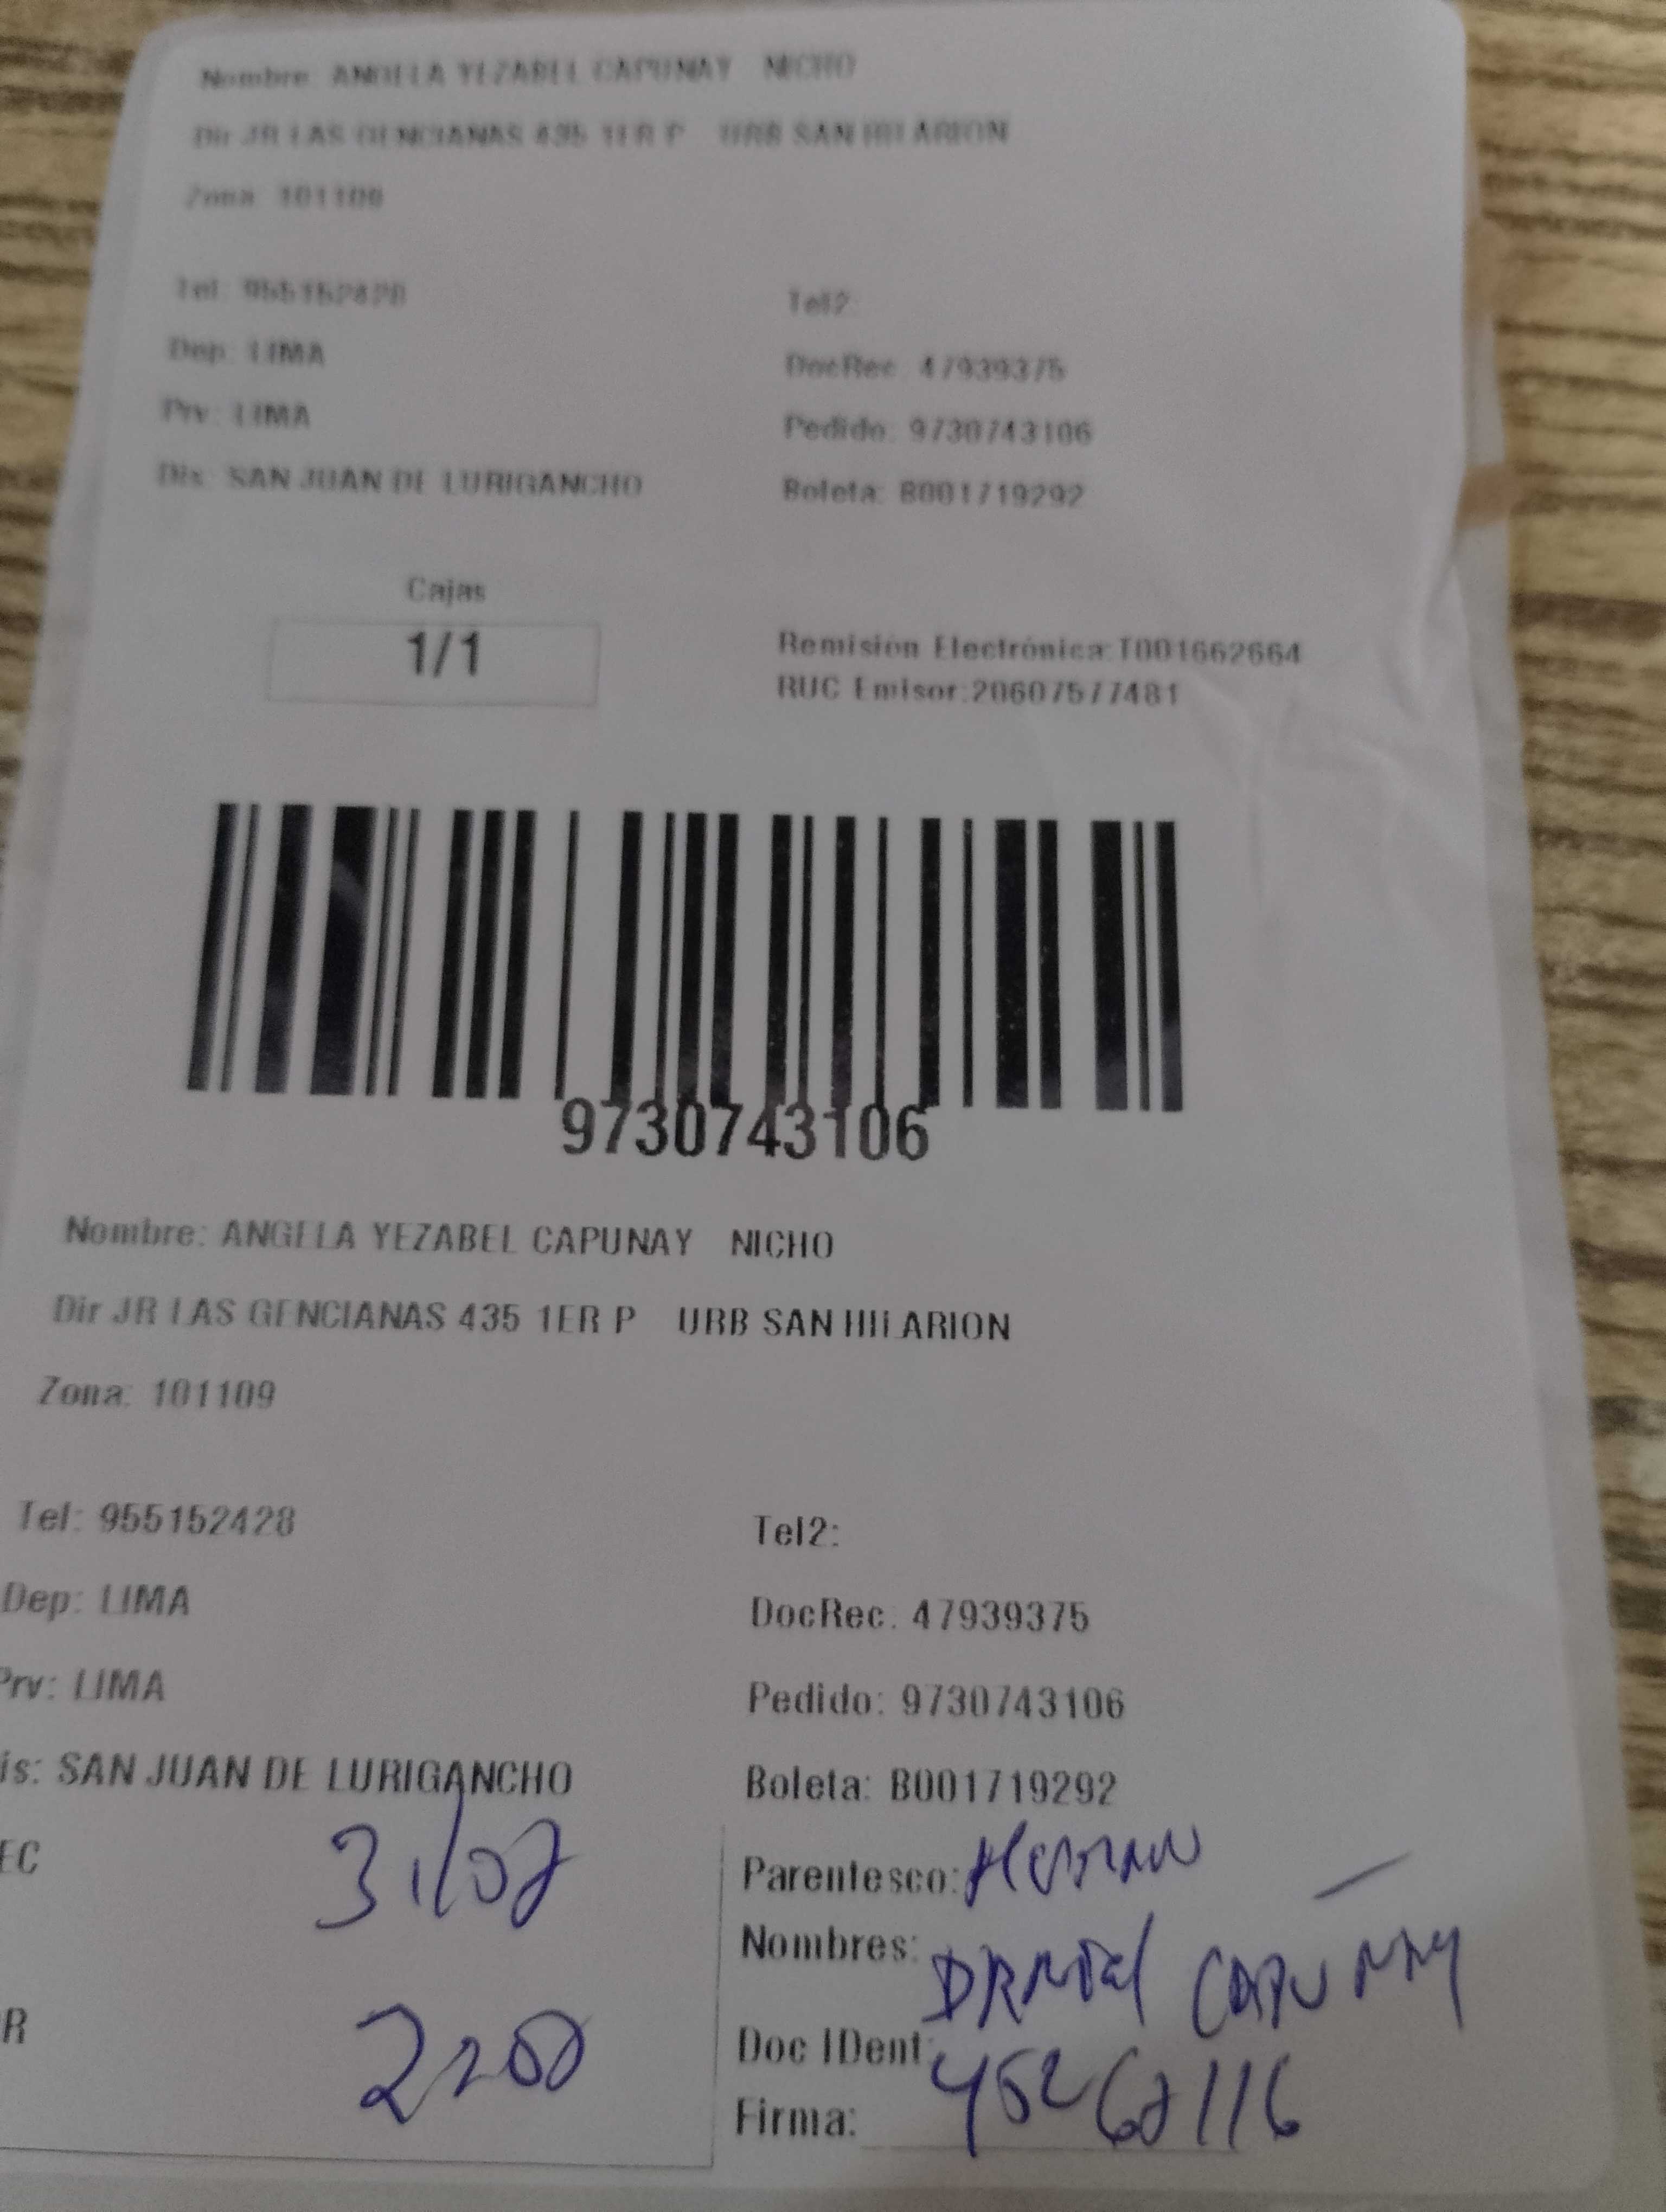 Nombre: ANGELA YEZABEL CAPUNAY NICHO
Dir JR LAS GENCIANAS 435 1ER P URB SAN HILARION
Zona: 101109
Tel: 955152428 Tel2:
Dep: LIMA DocRec. 47939375
Prv: LIMA Pedido: 9730743106
Dis: SAN JUAN DE LURIGANCHO Boleta: B001719292
Cajas
1/1
Remisión Electrónica:T001662664
RUC Emisor:20607577481
9730743106
Nombre: ANGELA YEZABEL CAPUNAY NICHO
Dir JR LAS GENCIANAS 435 1ER P URB SAN HILARION
Zona: 101109
Tel: 955152428 Tel2:
Dep: LIMA DocRec. 47939375
Prv: LIMA Pedido: 9730743106
is: SAN JUAN DE LURIGANCHO Boleta: B001719292
EC 31/07 Parentesco:
Nombres: CAPUÑAY
R Doc IDent:
Firma: